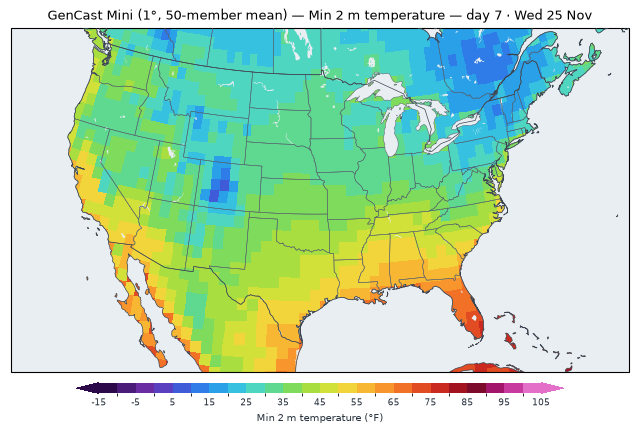 GenCast Mini (1°, 50-member mean) — Min 2 m temperature — day 7 · Wed 25 Nov
-15 -5 5 15 25 35 45 55 65 75 85 95 105
Min 2 m temperature (°F)